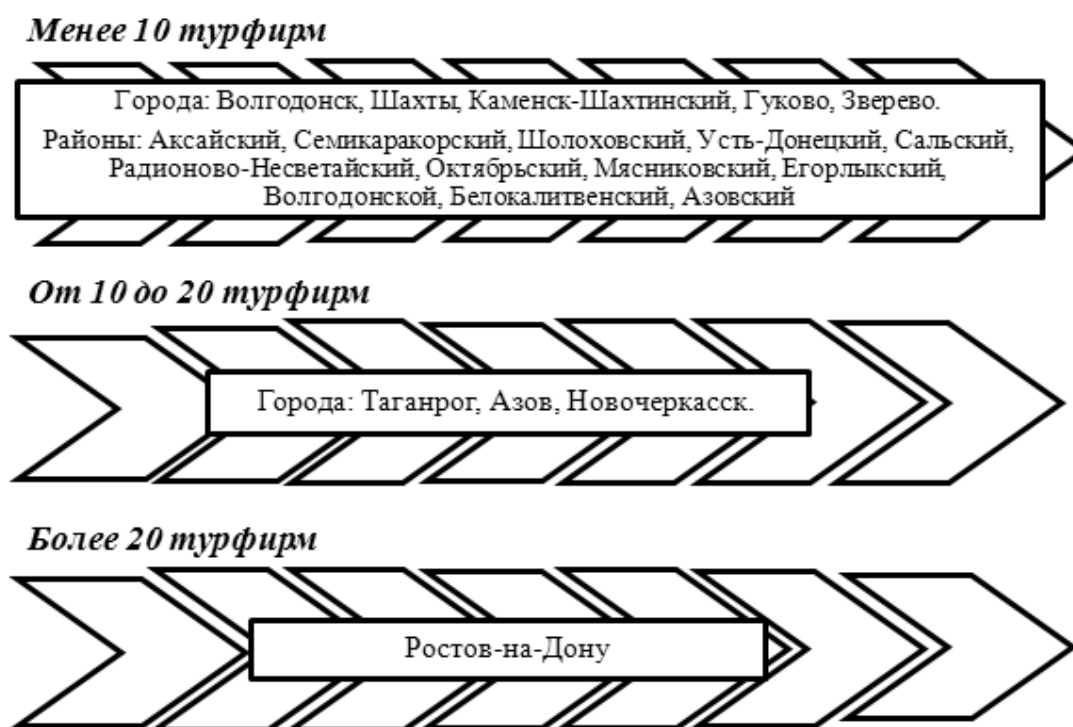 Менее 10 турфирм
Города: Волгодонск, Шахты, Каменск-Шахтинский, Гуково, Зверево.
Районы: Аксайский, Семикаракорский, Шолоховский, Усть-Донецкий, Сальский,
Радионово-Несветайский, Октябрьский, Мясниковский, Егорлыкский,
Волгодонской, Белокалитвенский, Азовский
От 10 до 20 турфирм
Города: Таганрог, Азов, Новочеркасск.
Более 20 турфирм
Ростов-на-Дону